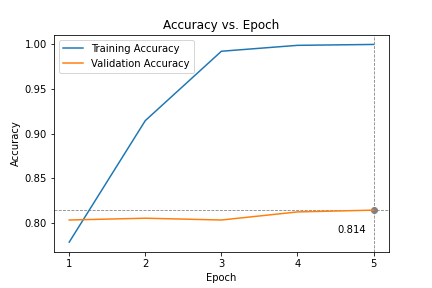 Accuracy vs. Epoch
1.00
0.95
0.90
0.85
0.80
Accuracy
Training Accuracy
Validation Accuracy
0.814
1 2 3 4 5
Epoch